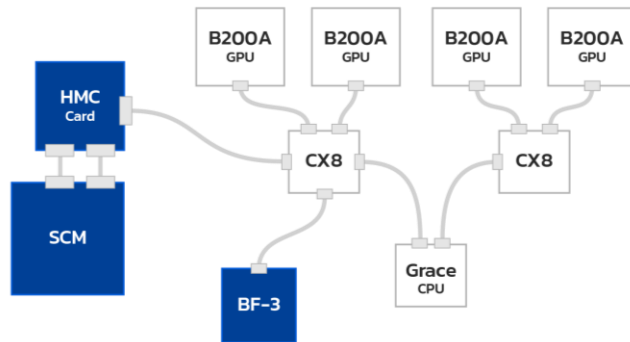 B200A
GPU
B200A
GPU
B200A
GPU
B200A
GPU
HMC
Card
CX8
CX8
SCM
Grace
CPU
BF-3